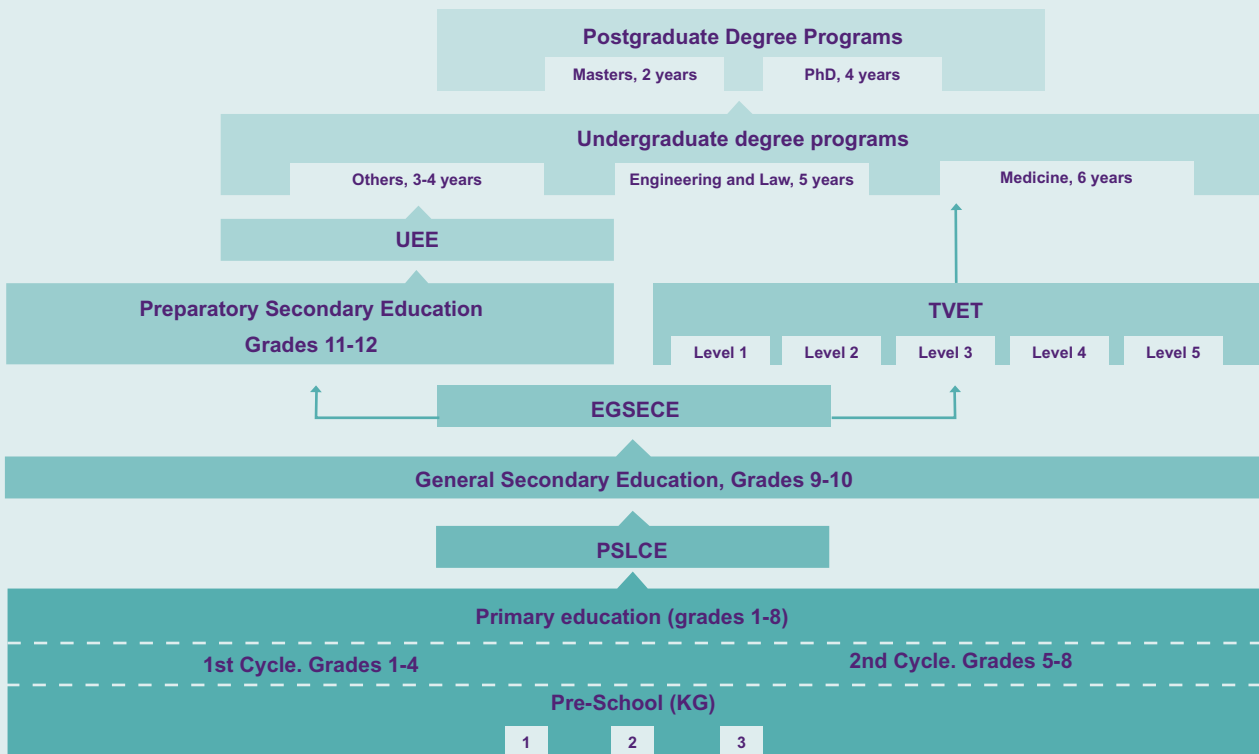 Postgraduate Degree Programs
Masters, 2 years
PhD, 4 years
Undergraduate degree programs
Others, 3-4 years
Engineering and Law, 5 years
Medicine, 6 years
UEE
Preparatory Secondary Education
Grades 11-12
TVET
Level 1
Level 2
Level 3
Level 4
Level 5
EGSECE
General Secondary Education, Grades 9-10
PSLCE
Primary education (grades 1-8)
1st Cycle. Grades 1-4
2nd Cycle. Grades 5-8
Pre-School (KG)
1
2
3